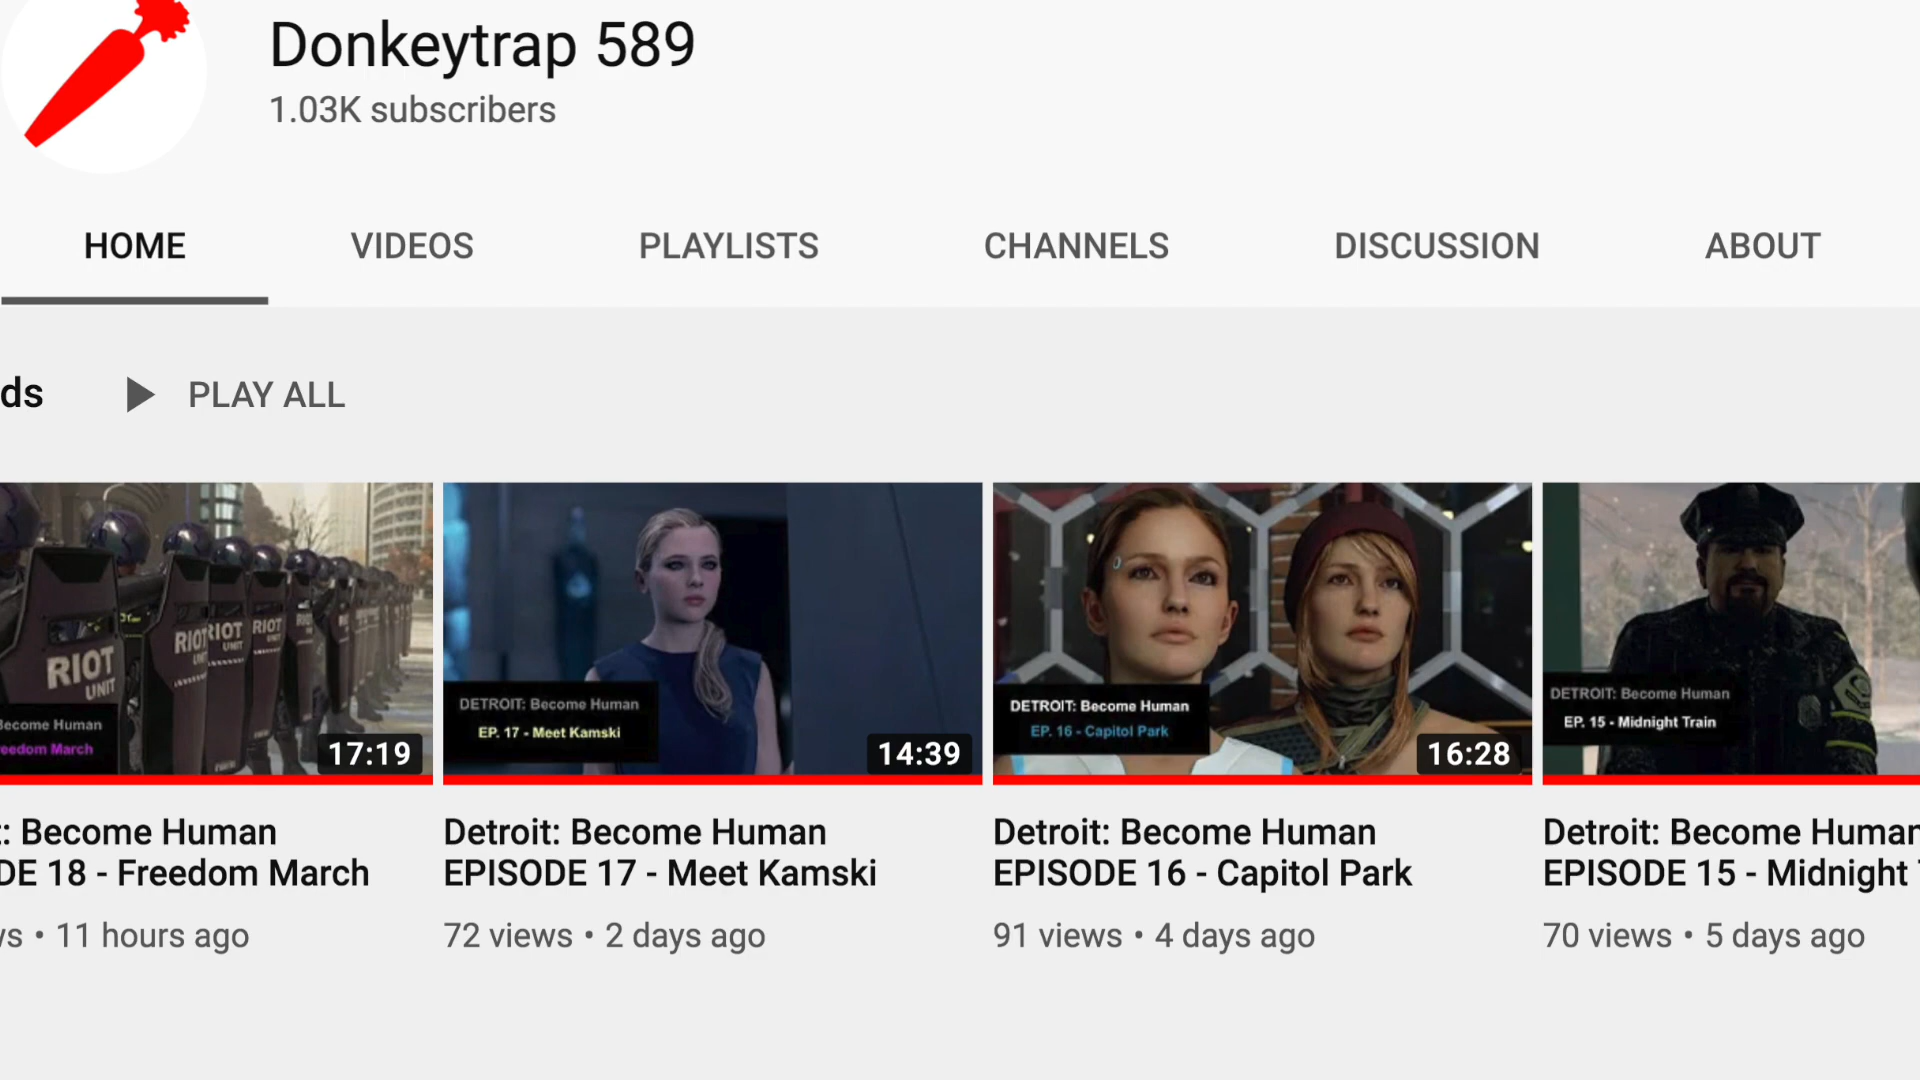 Donkeytrap 589
1.03K subscribers
HOME VIDEOS PLAYLISTS CHANNELS DISCUSSION ABOUT
ds PLAY ALL
RIOT UNIT
RIOT
RIOT UNIT
RIOT UNIT
Become Human
reedom March
17:19
DETROIT: Become Human
EP. 17 - Meet Kamski
14:39
DETROIT: Become Human
EP. 16 - Capitol Park
16:28
DETROIT: Become Human
EP. 15 - Midnight Train
: Become Human
DE 18 - Freedom March
11 hours ago
Detroit: Become Human
EPISODE 17 - Meet Kamski
72 views • 2 days ago
Detroit: Become Human
EPISODE 16 - Capitol Park
91 views • 4 days ago
Detroit: Become Human
EPISODE 15 - Midnight
70 views • 5 days ago